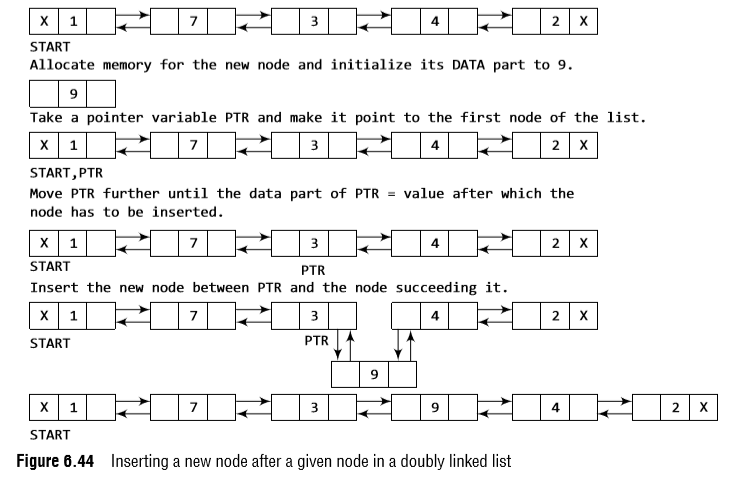 X 1 7 3 4 2 X
START
Allocate memory for the new node and initialize its DATA part to 9.
9
Take a pointer variable PTR and make it point to the first node of the list.
X 1 7 3 4 2 X
START,PTR
Move PTR further until the data part of PTR = value after which the
node has to be inserted.
X 1 7 3 4 2 X
START PTR
Insert the new node between PTR and the node succeeding it.
X 1 7 3 4 2 X
START PTR
9
X 1 7 3 9 4 2 X
START
Figure 6.44 Inserting a new node after a given node in a doubly linked list